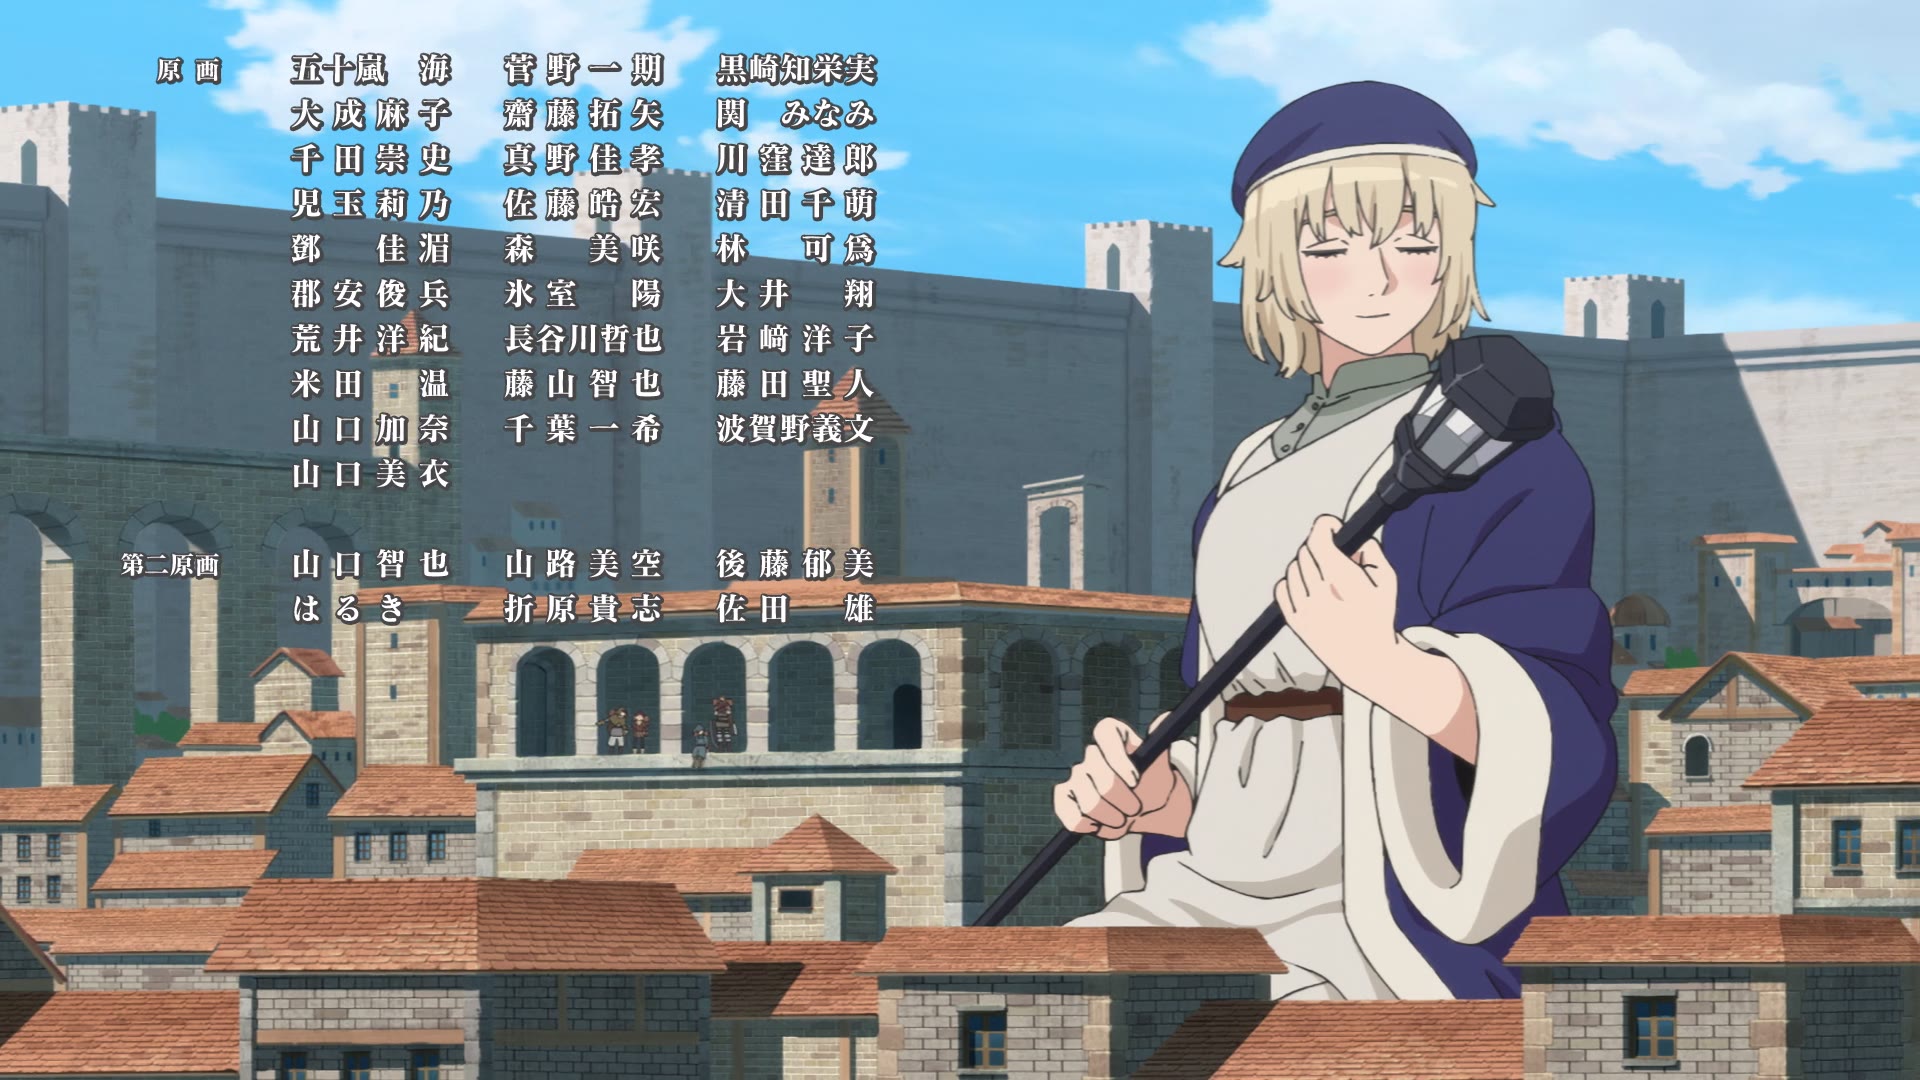 原画 五十嵐 海 菅野一期 黒崎知栄実
大成麻子 齋藤拓矢 関 みなみ
千田崇史 真野佳孝 川窪達郎
児玉莉乃 佐藤皓宏 清田千萌
鄧 佳湄 森 美咲 林 可爲
郡安俊兵 氷室 陽 大井 翔
荒井洋紀 長谷川哲也 岩﨑洋子
米田 温 藤山智也 藤田聖人
山口加奈 千葉一希 波賀野義文
山口美衣
第二原画 山口智也 山路美空 後藤郁美
はるき 折原貴志 佐田 雄